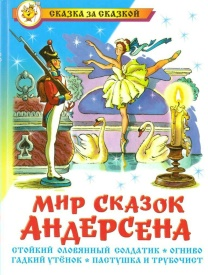 СКАЗКА ЗА СКАЗКОЙ
МИР СКАЗОК
АНДЕРСЕНА
СТОЙКИЙ ОЛОВЯННЫЙ СОЛДАТИК • ОГНИВО
ГАДКИЙ УТЁНОК • ПАСТУШКА И ТРУБОЧИСТ